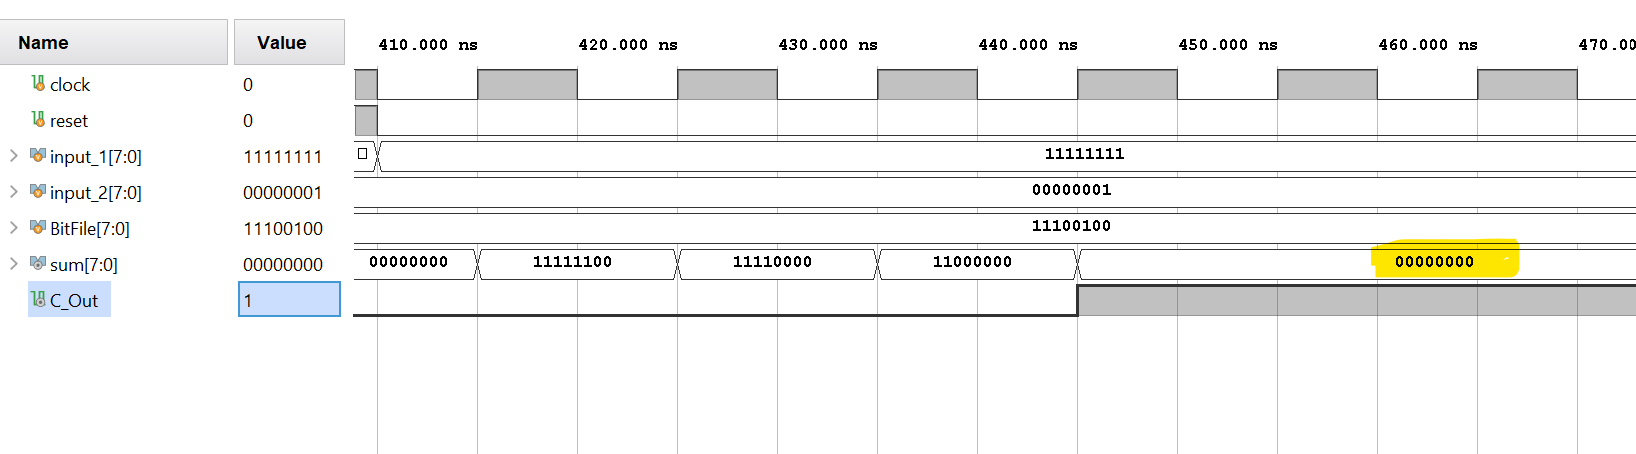 Name Value 410.000 ns 420.000 ns 430.000 ns 440.000 ns 450.000 ns 460.000 ns 470.0
clock 0
reset 0
input_1[7:0] 11111111 11111111
input_2[7:0] 00000001 00000001
BitFile[7:0] 11100100 11100100
sum[7:0] 00000000 00000000 11111100 11110000 11000000 00000000
C_Out 1